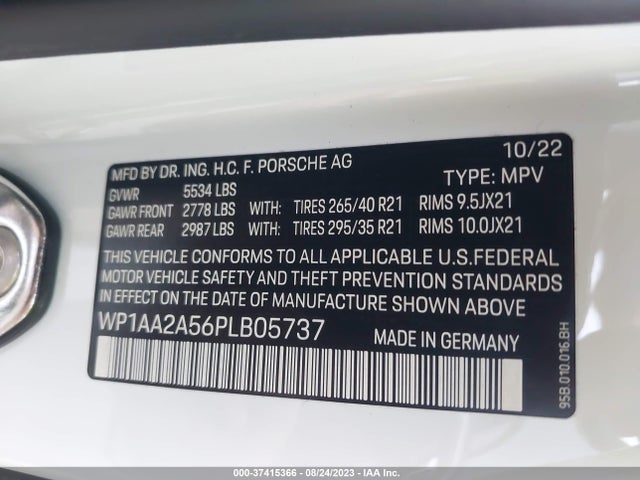 MFD BY DR. ING. H.C. F. PORSCHE AG 10/22
GVWR 5534 LBS TYPE: MPV
GAWR FRONT 2778 LBS WITH: TIRES 265/40 R21 RIMS 9.5JX21
GAWR REAR 2987 LBS WITH: TIRES 295/35 R21 RIMS 10.0JX21
THIS VEHICLE CONFORMS TO ALL APPLICABLE U.S.FEDERAL
MOTOR VEHICLE SAFETY AND THEFT PREVENTION STANDARDS
IN EFFECT ON THE DATE OF MANUFACTURE SHOWN ABOVE
WP1AA2A56PLB05737 MADE IN GERMANY
95B.010.016.BH
000-37415366 - 08/24/2023 - IAA Inc.